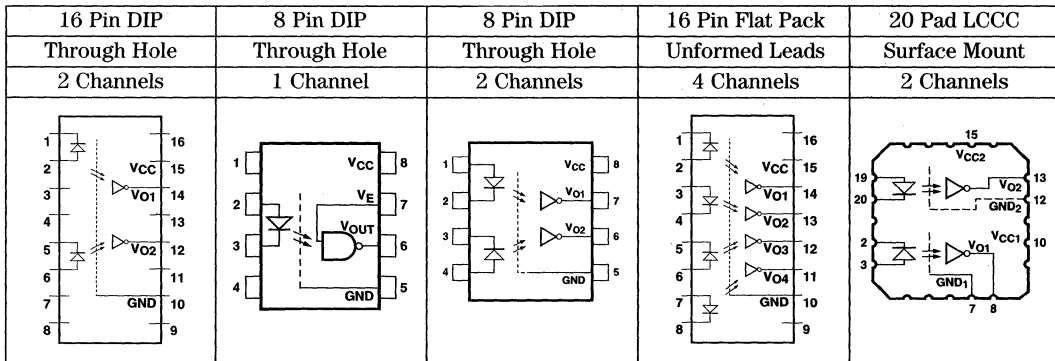 16 Pin DIP 8 Pin DIP 8 Pin DIP 16 Pin Flat Pack 20 Pad LCCC
Through Hole Through Hole Through Hole Unformed Leads Surface Mount
2 Channels 1 Channel 2 Channels 4 Channels 2 Channels
1
2
3
4
5
6
7
8
16
VCC
15
VO1
14
13
VO2
12
11
GND
10
9
1
2
3
4
VCC
8
VE
7
VOUT
6
GND
5
1
2
3
4
VCC
8
VO1
7
VO2
6
GND
5
1
2
3
4
5
6
7
8
16
VCC
15
VO1
14
VO2
13
VO3
12
VO4
11
GND
10
9
15
VCC2
19
20
13
VO2
12
GND2
2
3
VCC1
10
VO1
GND1
7 8